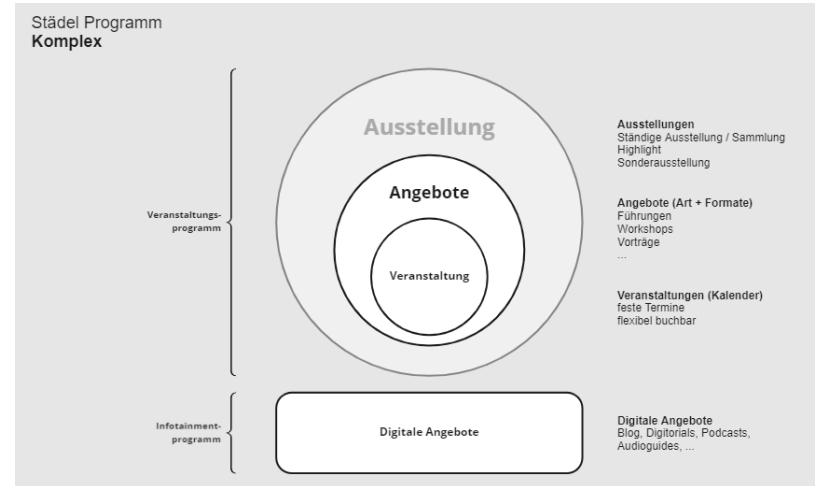 Städel Programm
Komplex
Ausstellung
Angebote
Veranstaltung
Veranstaltungs-
programm
Ausstellungen
Ständige Ausstellung / Sammlung
Highlight
Sonderausstellung
Angebote (Art + Formate)
Führungen
Workshops
Vorträge
...
Veranstaltungen (Kalender)
feste Termine
flexibel buchbar
Infotainment-
programm
Digitale Angebote
Digitale Angebote
Blog, Digitorials, Podcasts,
Audioguides, ...